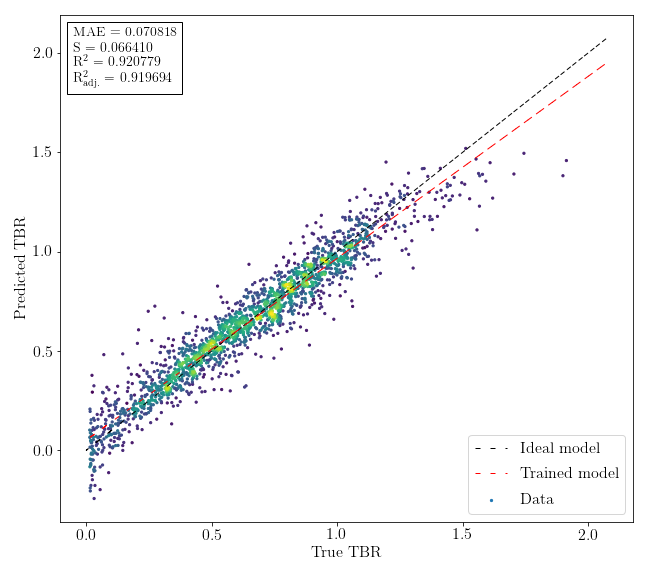 MAE = 0.070818
S = 0.066410
R² = 0.920779
R²adj. = 0.919694
2.0
1.5
1.0
0.5
0.0
Predicted TBR
Ideal model
Trained model
Data
0.0 0.5 1.0 1.5 2.0
True TBR